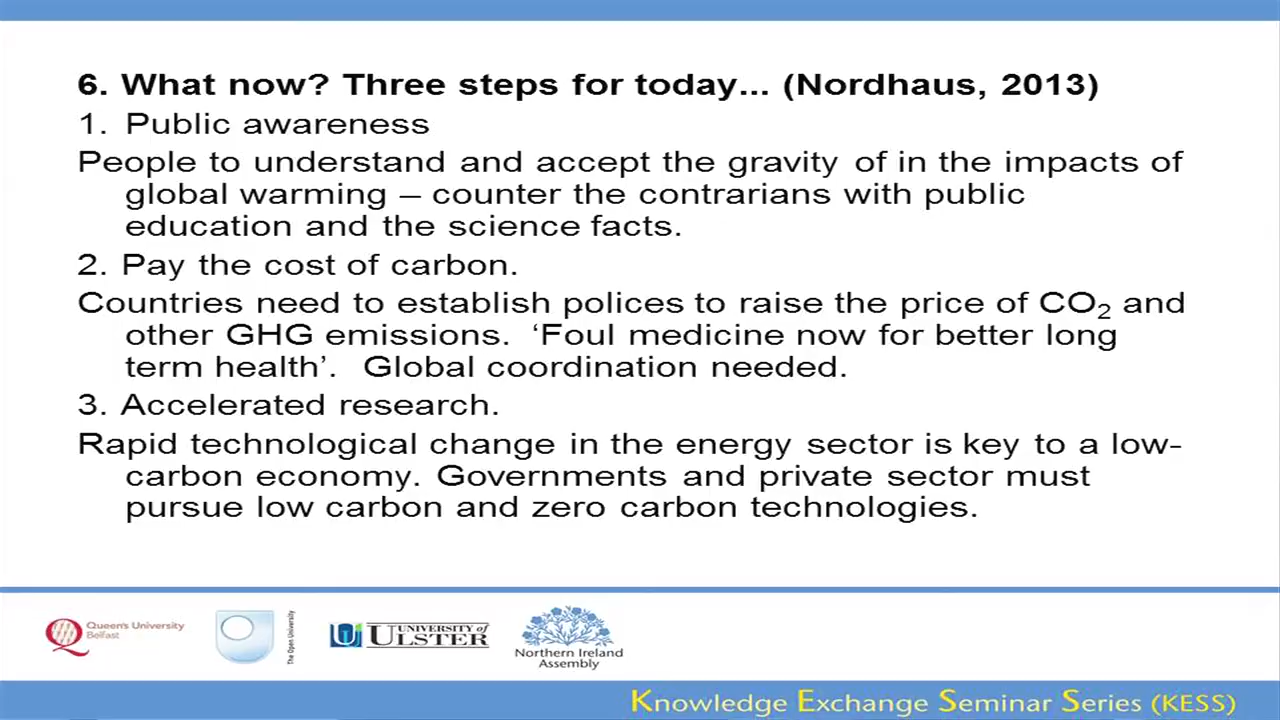 6. What now? Three steps for today... (Nordhaus, 2013)
1. Public awareness
People to understand and accept the gravity of in the impacts of
global warming – counter the contrarians with public
education and the science facts.
2. Pay the cost of carbon.
Countries need to establish polices to raise the price of CO₂ and
other GHG emissions. ‘Foul medicine now for better long
term health’. Global coordination needed.
3. Accelerated research.
Rapid technological change in the energy sector is key to a low-
carbon economy. Governments and private sector must
pursue low carbon and zero carbon technologies.
Queen's University
Belfast
The Open University
UNIVERSITY of
ULSTER
Northern Ireland
Assembly
Knowledge Exchange Seminar Series (KESS)